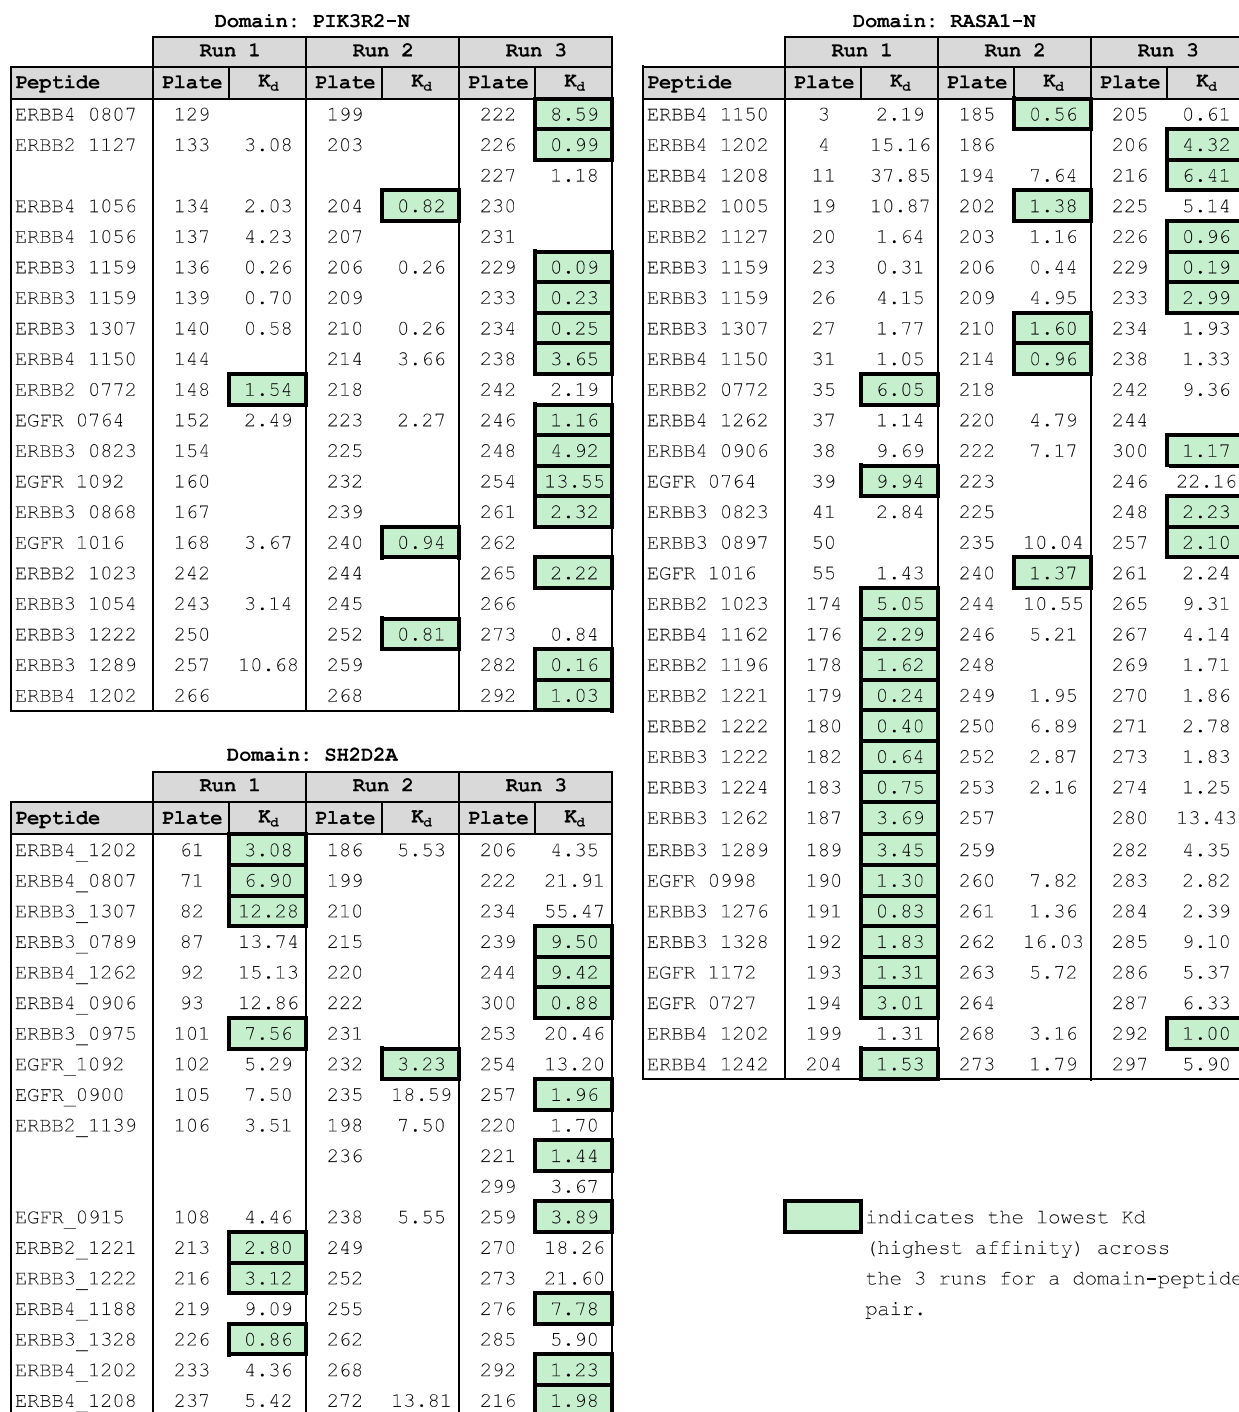 Domain: PIK3R2-N
Run 1 Run 2 Run 3
Peptide Plate Kd Plate Kd Plate Kd
ERBB4 0807 129 199 222 8.59
ERBB2 1127 133 3.08 203 226 0.99
227 1.18
ERBB4 1056 134 2.03 204 0.82 230
ERBB4 1056 137 4.23 207 231
ERBB3 1159 136 0.26 206 0.26 229 0.09
ERBB3 1159 139 0.70 209 233 0.23
ERBB3 1307 140 0.58 210 0.26 234 0.25
ERBB4 1150 144 214 3.66 238 3.65
ERBB2 0772 148 1.54 218 242 2.19
EGFR 0764 152 2.49 223 2.27 246 1.16
ERBB3 0823 154 225 248 4.92
EGFR 1092 160 232 254 13.55
ERBB3 0868 167 239 261 2.32
EGFR 1016 168 3.67 240 0.94 262
ERBB2 1023 242 244 265 2.22
ERBB3 1054 243 3.14 245 266
ERBB3 1222 250 252 0.81 273 0.84
ERBB3 1289 257 10.68 259 282 0.16
ERBB4 1202 266 268 292 1.03
Domain: SH2D2A
Run 1 Run 2 Run 3
Peptide Plate Kd Plate Kd Plate Kd
ERBB4_1202 61 3.08 186 5.53 206 4.35
ERBB4_0807 71 6.90 199 222 21.91
ERBB3_1307 82 12.28 210 234 55.47
ERBB3_0789 87 13.74 215 239 9.50
ERBB4_1262 92 15.13 220 244 9.42
ERBB4_0906 93 12.86 222 300 0.88
ERBB3_0975 101 7.56 231 253 20.46
EGFR_1092 102 5.29 232 3.23 254 13.20
EGFR_0900 105 7.50 235 18.59 257 1.96
ERBB2_1139 106 3.51 198 7.50 220 1.70
236 221 1.44
299 3.67
EGFR_0915 108 4.46 238 5.55 259 3.89
ERBB2_1221 213 2.80 249 270 18.26
ERBB3_1222 216 3.12 252 273 21.60
ERBB4_1188 219 9.09 255 276 7.78
ERBB3_1328 226 0.86 262 285 5.90
ERBB4_1202 233 4.36 268 292 1.23
ERBB4_1208 237 5.42 272 13.81 216 1.98
Domain: RASA1-N
Run 1 Run 2 Run 3
Peptide Plate Kd Plate Kd Plate Kd
ERBB4 1150 3 2.19 185 0.56 205 0.61
ERBB4 1202 4 15.16 186 206 4.32
ERBB4 1208 11 37.85 194 7.64 216 6.41
ERBB2 1005 19 10.87 202 1.38 225 5.14
ERBB2 1127 20 1.64 203 1.16 226 0.96
ERBB3 1159 23 0.31 206 0.44 229 0.19
ERBB3 1159 26 4.15 209 4.95 233 2.99
ERBB3 1307 27 1.77 210 1.60 234 1.93
ERBB4 1150 31 1.05 214 0.96 238 1.33
ERBB2 0772 35 6.05 218 242 9.36
ERBB4 1262 37 1.14 220 4.79 244
ERBB4 0906 38 9.69 222 7.17 300 1.17
EGFR 0764 39 9.94 223 246 22.16
ERBB3 0823 41 2.84 225 248 2.23
ERBB3 0897 50 235 10.04 257 2.10
EGFR 1016 55 1.43 240 1.37 261 2.24
ERBB2 1023 174 5.05 244 10.55 265 9.31
ERBB4 1162 176 2.29 246 5.21 267 4.14
ERBB2 1196 178 1.62 248 269 1.71
ERBB2 1221 179 0.24 249 1.95 270 1.86
ERBB2 1222 180 0.40 250 6.89 271 2.78
ERBB3 1222 182 0.64 252 2.87 273 1.83
ERBB3 1224 183 0.75 253 2.16 274 1.25
ERBB3 1262 187 3.69 257 280 13.43
ERBB3 1289 189 3.45 259 282 4.35
EGFR 0998 190 1.30 260 7.82 283 2.82
ERBB3 1276 191 0.83 261 1.36 284 2.39
ERBB3 1328 192 1.83 262 16.03 285 9.10
EGFR 1172 193 1.31 263 5.72 286 5.37
EGFR 0727 194 3.01 264 287 6.33
ERBB4 1202 199 1.31 268 3.16 292 1.00
ERBB4 1242 204 1.53 273 1.79 297 5.90
indicates the lowest Kd
(highest affinity) across
the 3 runs for a domain-peptide
pair.